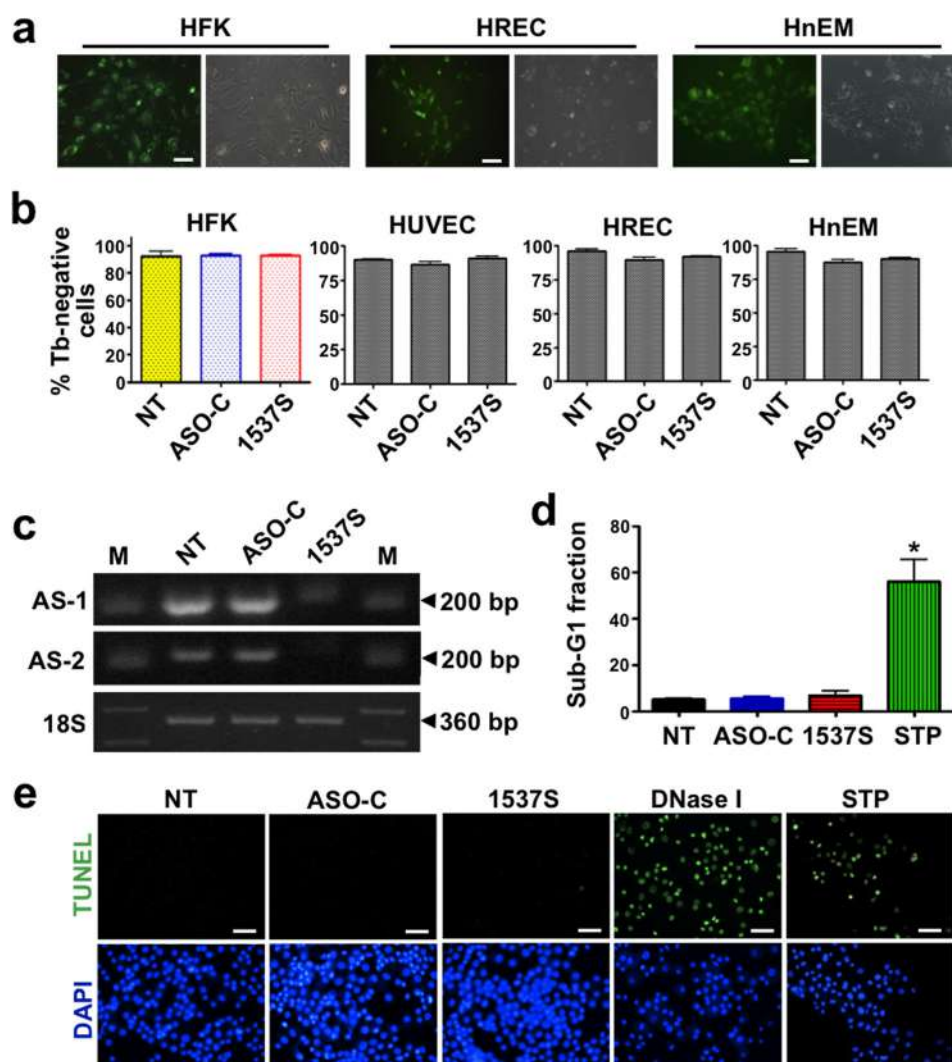 a
HFK HREC HnEM
b
HFK HUVEC HREC HnEM
% Tb-negative
cells
100
80
60
40
20
0
NT ASO-C 1537S
100
75
50
25
0
NT ASO-C 1537S
100
75
50
25
0
NT ASO-C 1537S
100
75
50
25
0
NT ASO-C 1537S
c
M NT ASO-C 1537S M
AS-1 200 bp
AS-2 200 bp
18S 360 bp
d
Sub-G1 fraction
80
60
40
20
0
*
NT ASO-C 1537S STP
e
NT ASO-C 1537S DNase I STP
TUNEL
DAPI